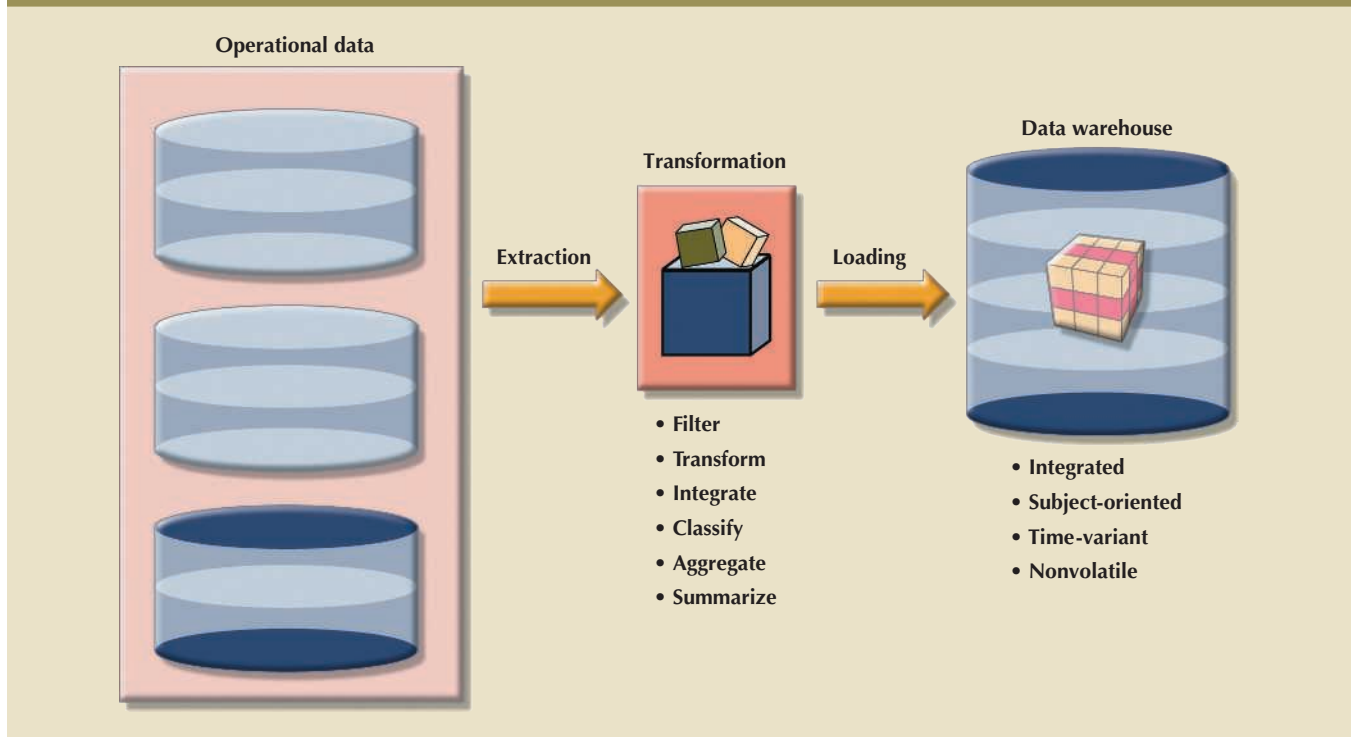 Operational data
Extraction
Transformation
• Filter
• Transform
• Integrate
• Classify
• Aggregate
• Summarize
Loading
Data warehouse
• Integrated
• Subject-oriented
• Time-variant
• Nonvolatile